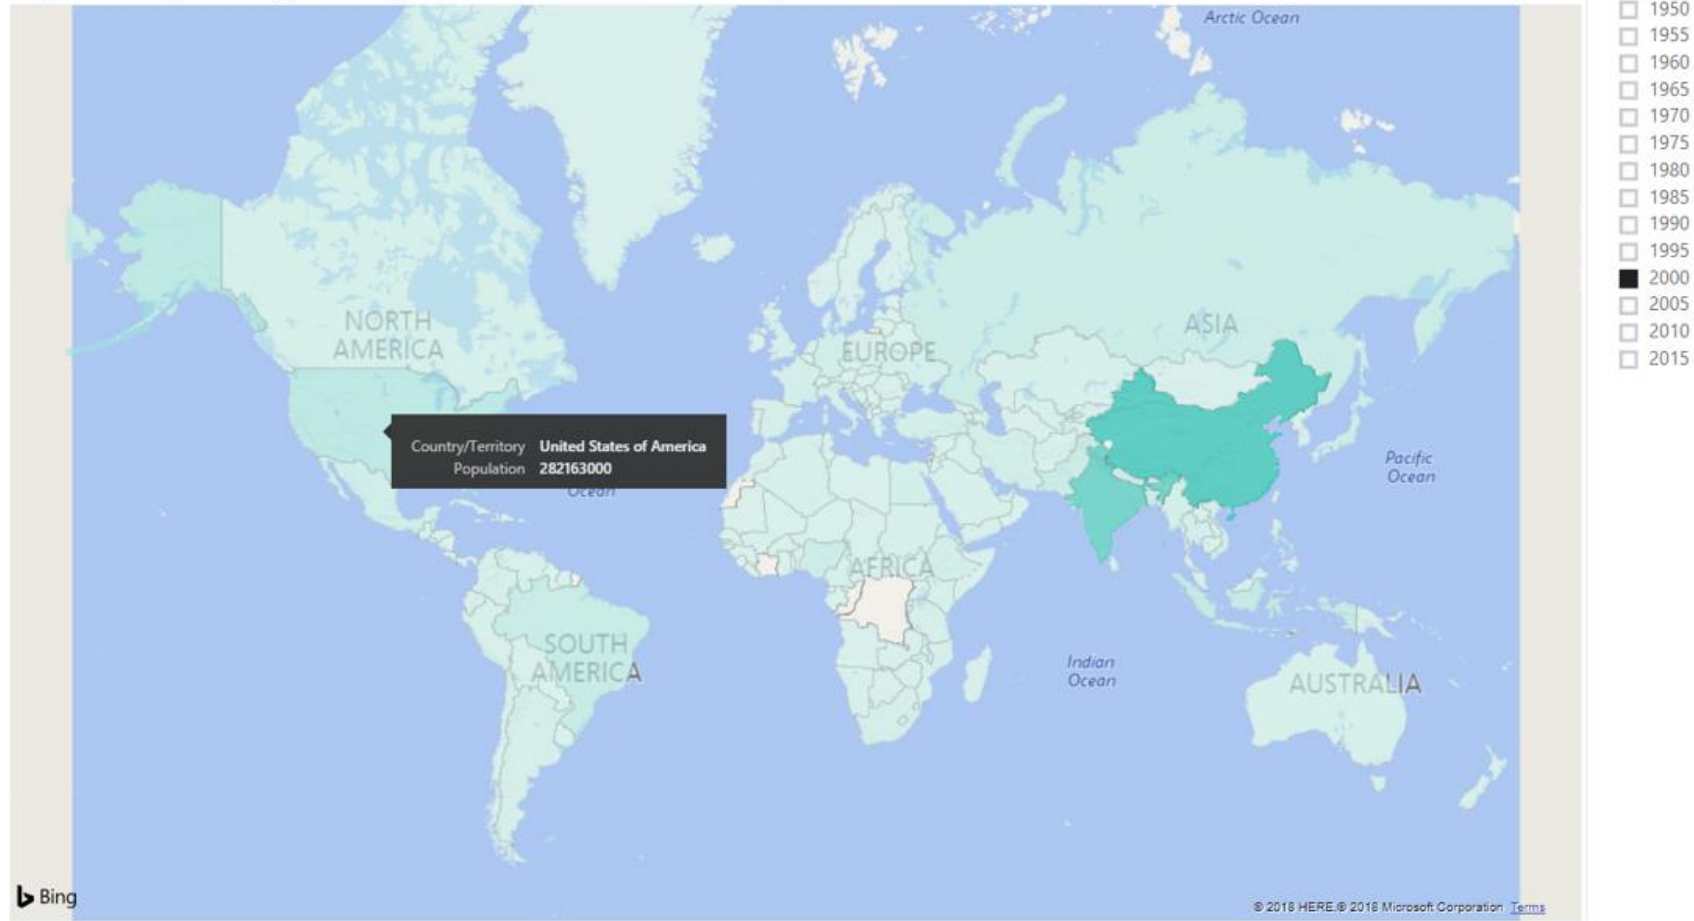 Arctic Ocean
NORTH
AMERICA
EUROPE
ASIA
Country/Territory United States of America
Population 282163000
Ocean
Pacific
Ocean
AFRICA
SOUTH
AMERICA
Indian
Ocean
AUSTRALIA
Bing
© 2018 HERE © 2018 Microsoft Corporation Terms
1950
1955
1960
1965
1970
1975
1980
1985
1990
1995
2000
2005
2010
2015